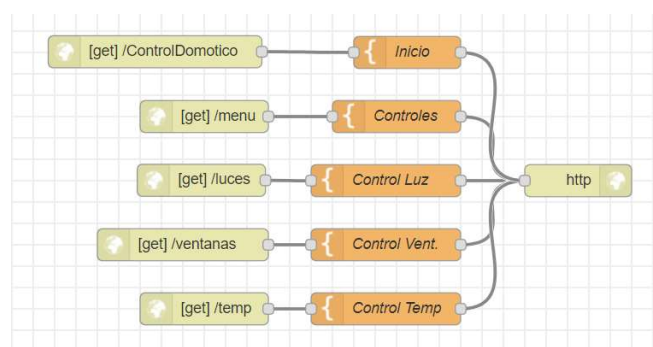 [get] /ControlDomotico
Inicio
[get] /menu
Controles
[get] /luces
Control Luz
http
[get] /ventanas
Control Vent.
[get] /temp
Control Temp